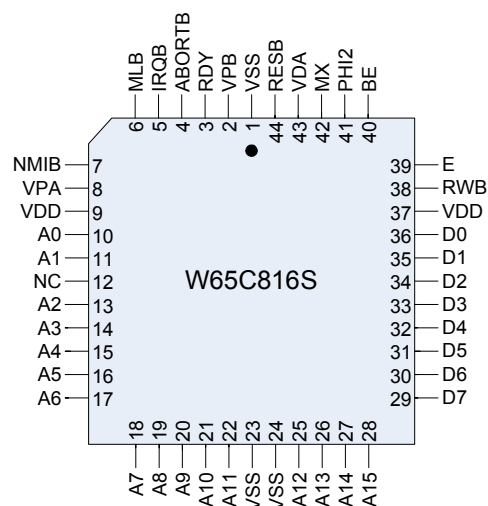 MLB IRQB ABORTB RDY VPB VSS RESB VDA MX PHI2 BE
6 5 4 3 2 1 44 43 42 41 40
NMIB 7 39 E
VPA 8 38 RWB
VDD 9 37 VDD
A0 10 36 D0
A1 11 35 D1
NC 12 34 D2
A2 13 33 D3
A3 14 32 D4
A4 15 31 D5
A5 16 30 D6
A6 17 29 D7
W65C816S
18 19 20 21 22 23 24 25 26 27 28
A7 A8 A9 A10 A11 VSS VSS A12 A13 A14 A15